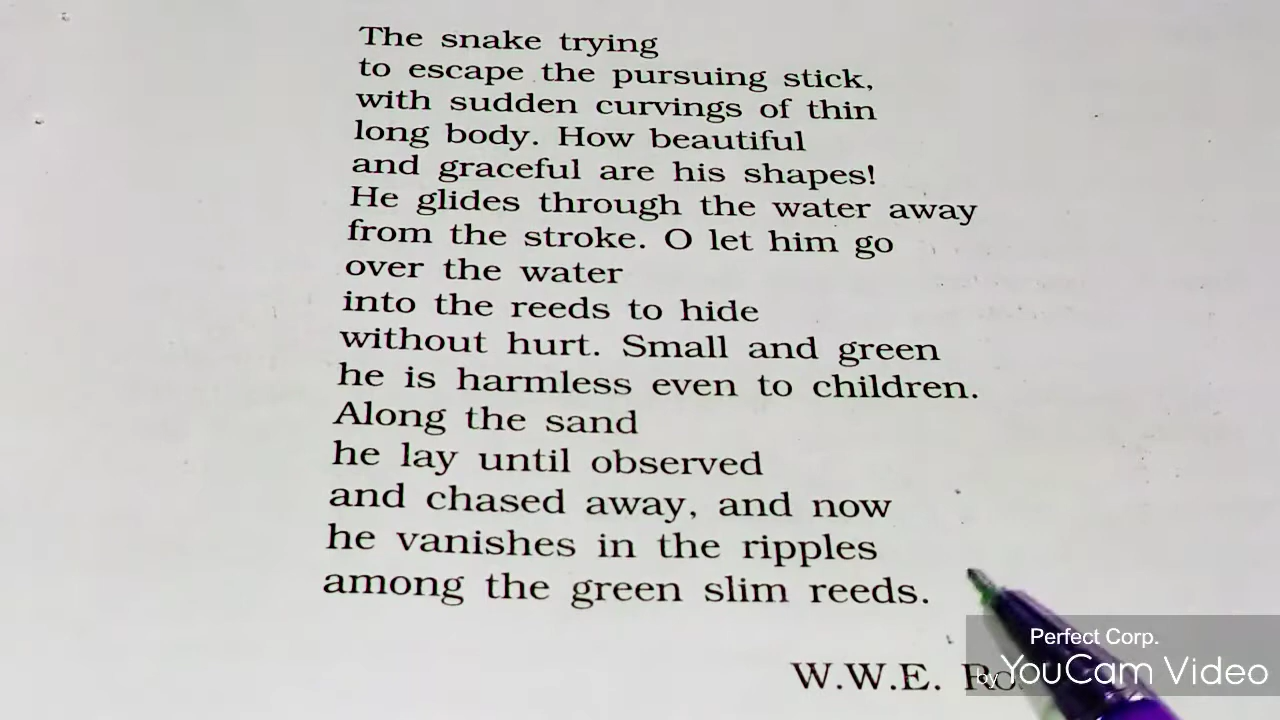 The snake trying
to escape the pursuing stick,
with sudden curvings of thin
long body. How beautiful
and graceful are his shapes!
He glides through the water away
from the stroke. O let him go
over the water
into the reeds to hide
without hurt. Small and green
he is harmless even to children.
Along the sand
he lay until observed
and chased away, and now
he vanishes in the ripples
among the green slim reeds.
W.W.E.
Perfect Corp.
by YouCam Video